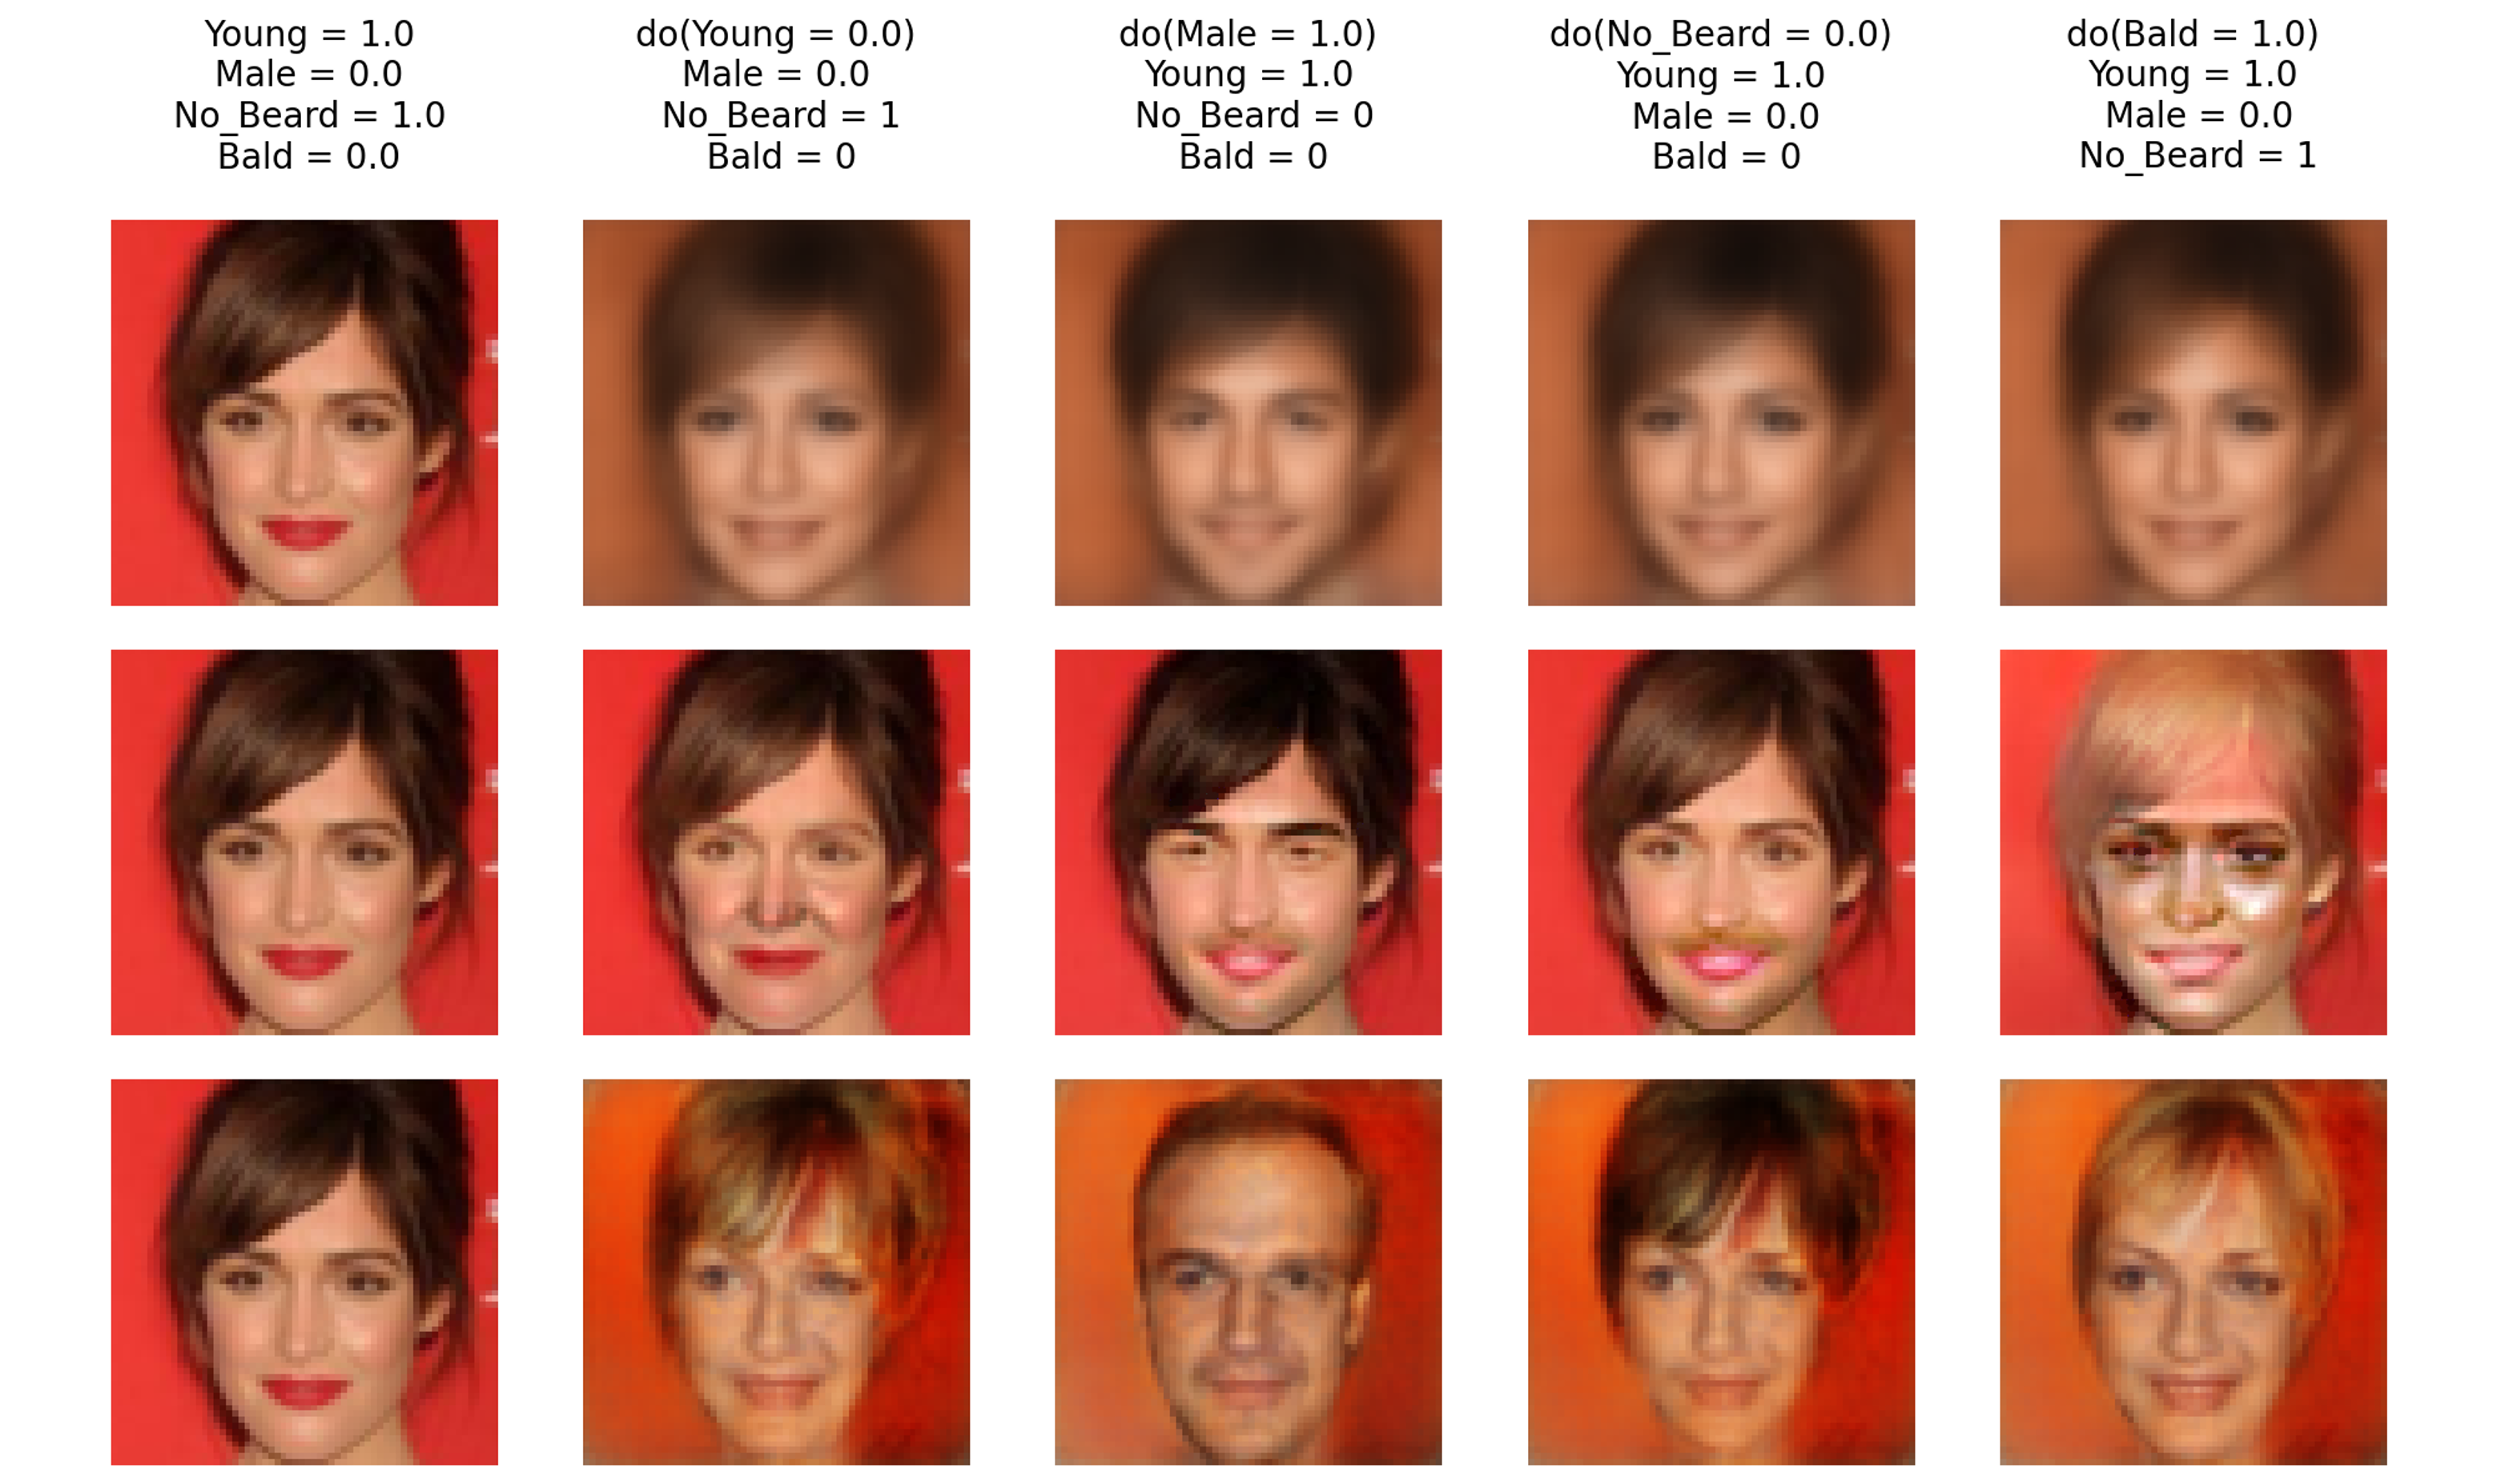 Young = 1.0
Male = 0.0
No_Beard = 1.0
Bald = 0.0
do(Young = 0.0)
Male = 0.0
No_Beard = 1
Bald = 0
do(Male = 1.0)
Young = 1.0
No_Beard = 0
Bald = 0
do(No_Beard = 0.0)
Young = 1.0
Male = 0.0
Bald = 0
do(Bald = 1.0)
Young = 1.0
Male = 0.0
No_Beard = 1